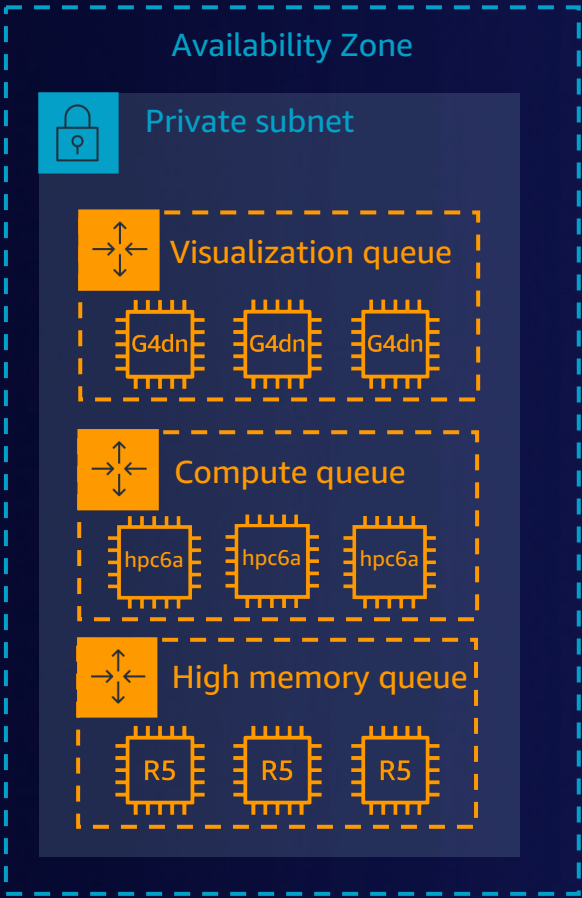 Availability Zone
Private subnet
Visualization queue
G4dn G4dn G4dn
Compute queue
hpc6a hpc6a hpc6a
High memory queue
R5 R5 R5